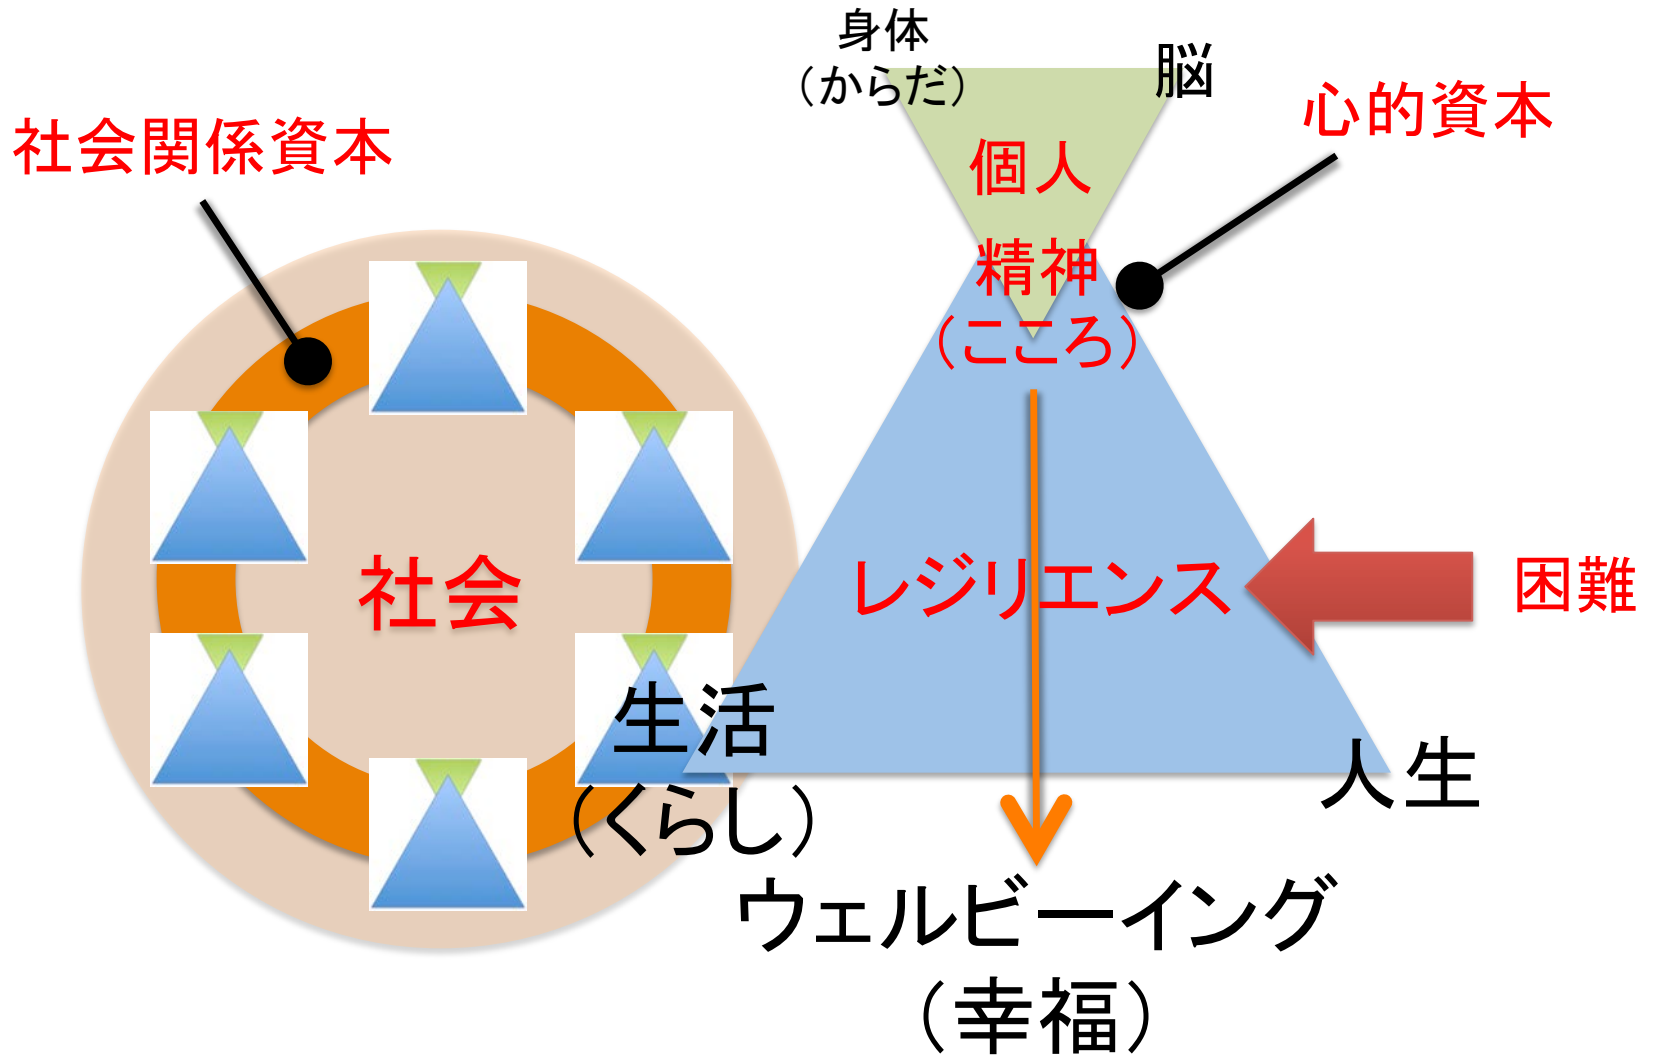 身体
（からだ）
脳
心的資本
社会関係資本
個人
精神
（こころ）
レジリエンス
困難
社会
生活
（くらし）
人生
ウェルビーイング
（幸福）